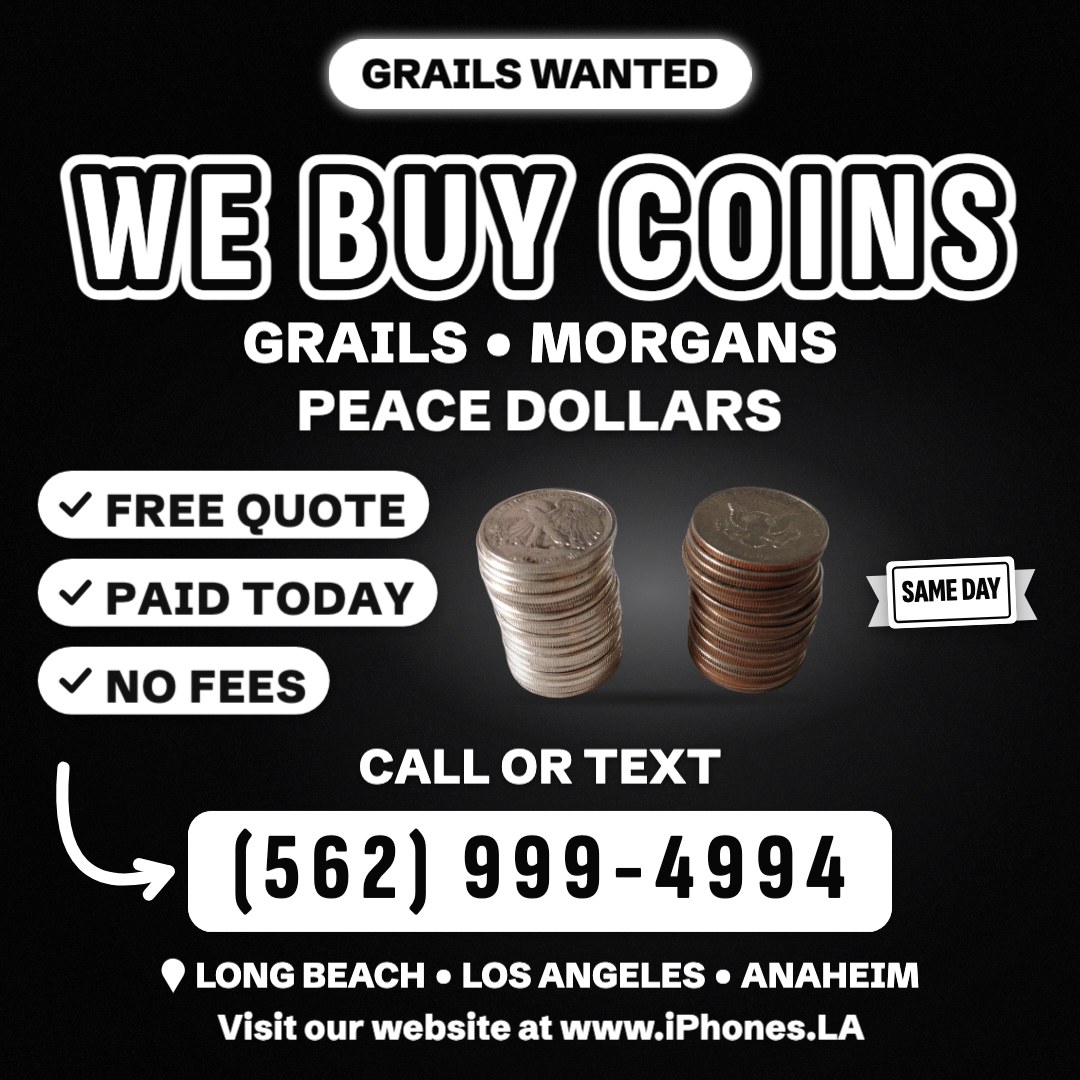 GRAILS WANTED
WE BUY COINS
GRAILS • MORGANS
PEACE DOLLARS
✓ FREE QUOTE
✓ PAID TODAY
✓ NO FEES
SAME DAY
CALL OR TEXT
(562) 999-4994
LONG BEACH • LOS ANGELES • ANAHEIM
Visit our website at www.iPhones.LA